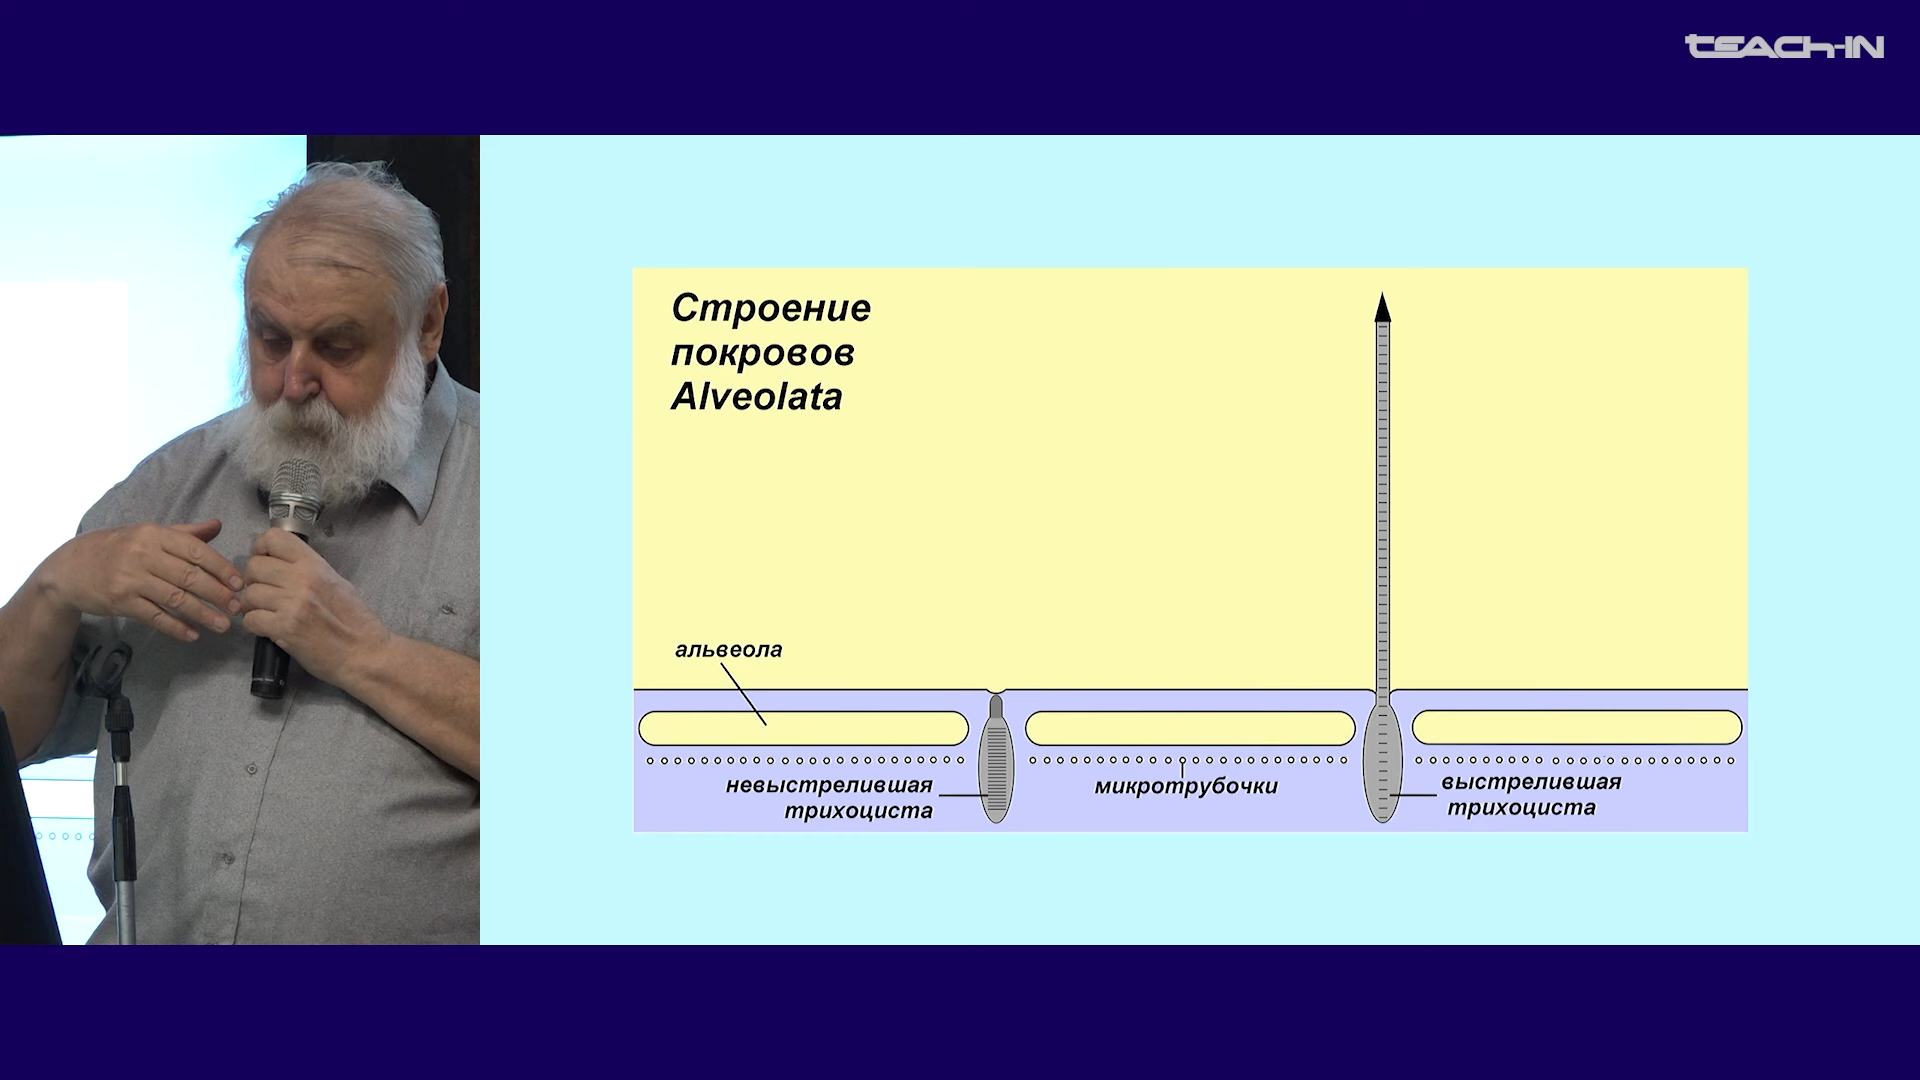 teach-in
Строение
покровов
Alveolata
альвеола
невыстрелившая
трихоциста
микротрубочки
выстрелившая
трихоциста